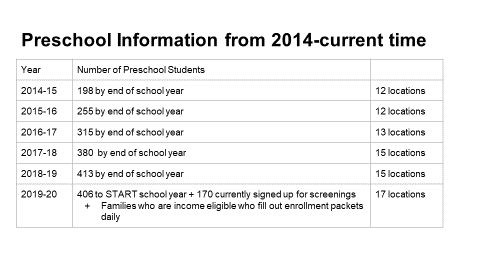 Preschool Information from 2014-current time
Year Number of Preschool Students
2014-15 198 by end of school year 12 locations
2015-16 255 by end of school year 12 locations
2016-17 315 by end of school year 13 locations
2017-18 380 by end of school year 15 locations
2018-19 413 by end of school year 15 locations
2019-20 406 to START school year + 170 currently signed up for screenings 17 locations
+ Families who are income eligible who fill out enrollment packets
daily